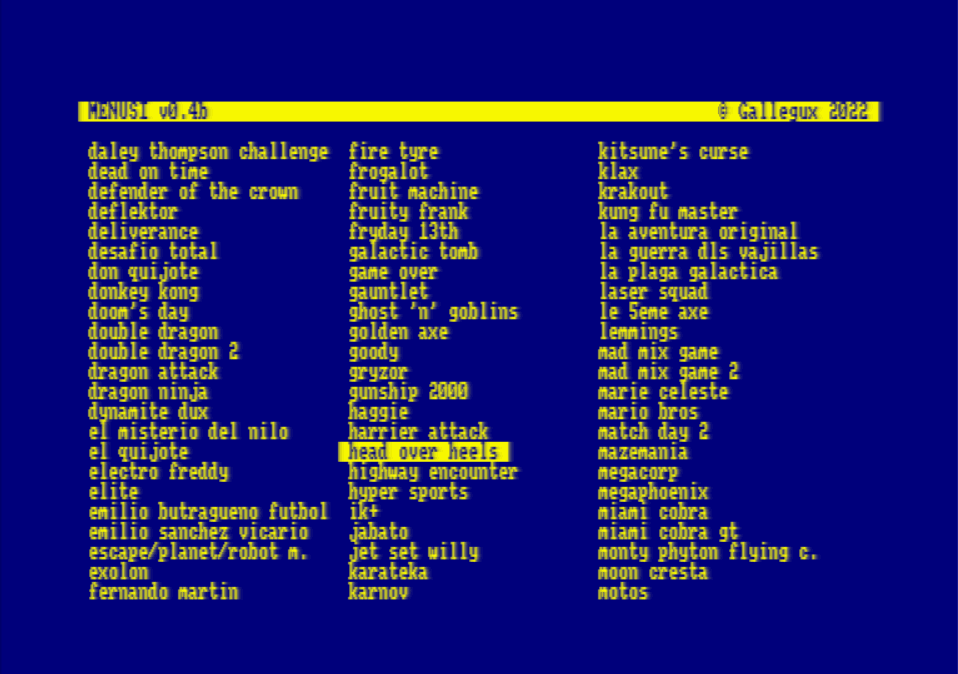 MENUSI v0.4b © Gallegux 2022
daley thompson challenge
dead on time
defender of the crown
deflektor
deliverance
desafio total
don quijote
donkey kong
doom's day
double dragon
double dragon 2
dragon attack
dragon ninja
dynamite dux
el misterio del nilo
el quijote
electro freddy
elite
emilio butragueno futbol
emilio sanchez vicario
escape/planet/robot m.
exolon
fernando martin
fire tyre
frogalot
fruit machine
fruity frank
fryday 13th
galactic tomb
game over
gauntlet
ghost 'n' goblins
golden axe
goody
gryzor
gunship 2000
haggie
harrier attack
head over heels
highway encounter
hyper sports
ik+
jabato
jet set willy
karateka
karnov
kitsune's curse
klax
krakout
kung fu master
la aventura original
la guerra dls vajillas
la plaga galactica
laser squad
le 5eme axe
lemmings
mad mix game
mad mix game 2
marie celeste
mario bros
match day 2
mazemania
megacorp
megaphoenix
miami cobra
miami cobra gt
monty phyton flying c.
moon cresta
motos